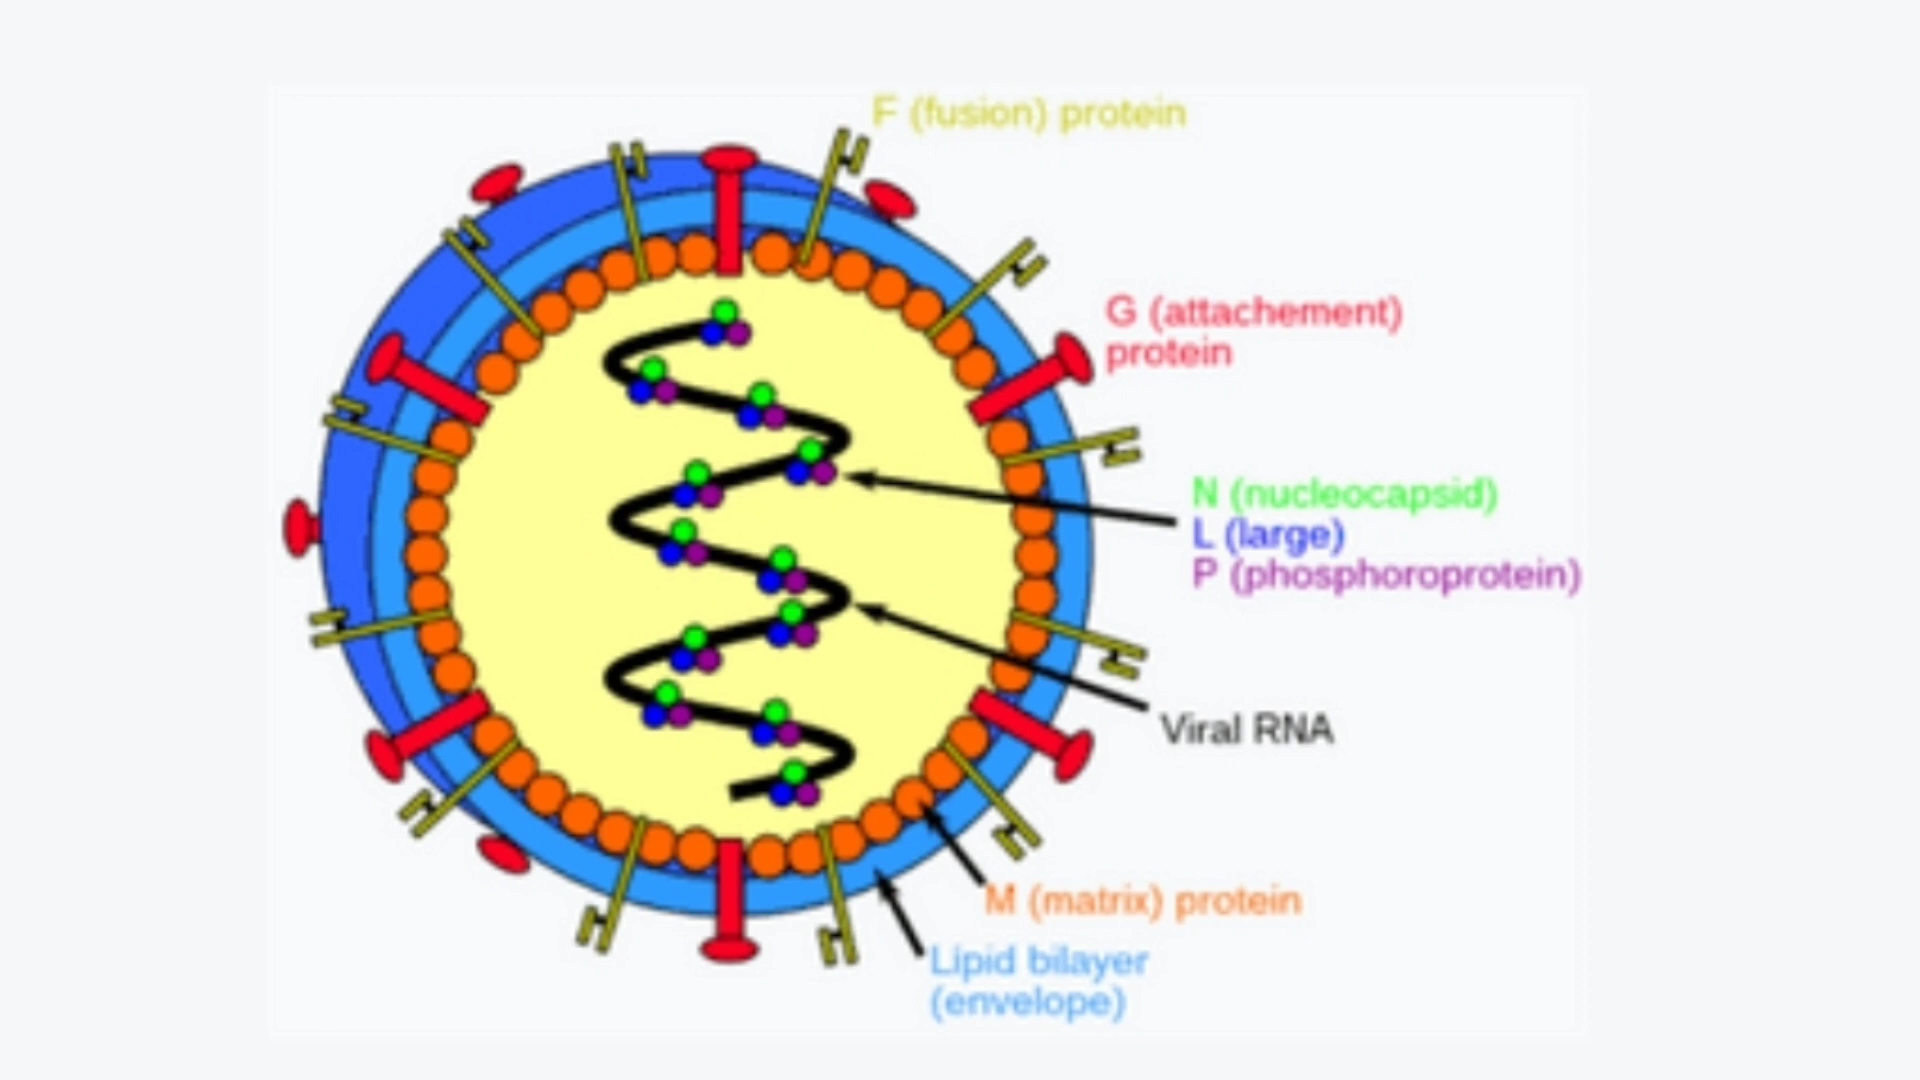 F (fusion) protein
G (attachement)
protein
N (nucleocapsid)
L (large)
P (phosphoroprotein)
Viral RNA
M (matrix) protein
Lipid bilayer
(envelope)